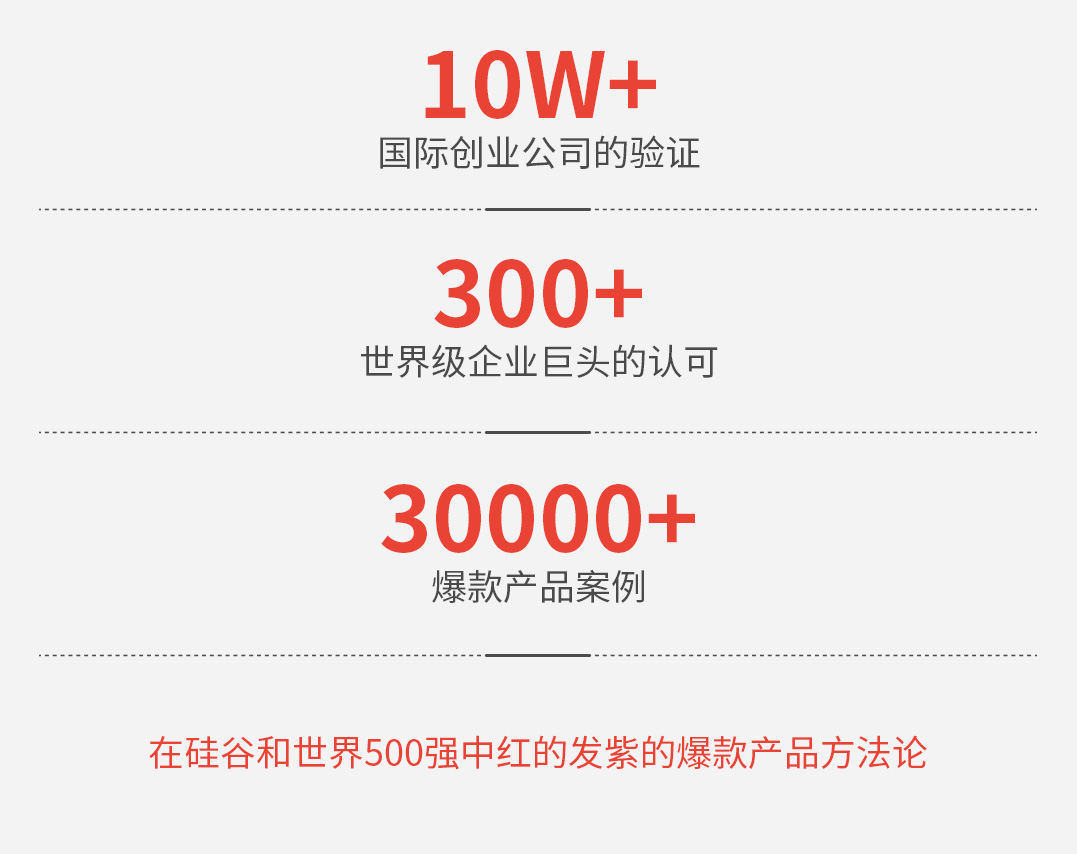 10W+
国际创业公司的验证
300+
世界级企业巨头的认可
30000+
爆款产品案例
在硅谷和世界500强中红的发紫的爆款产品方法论